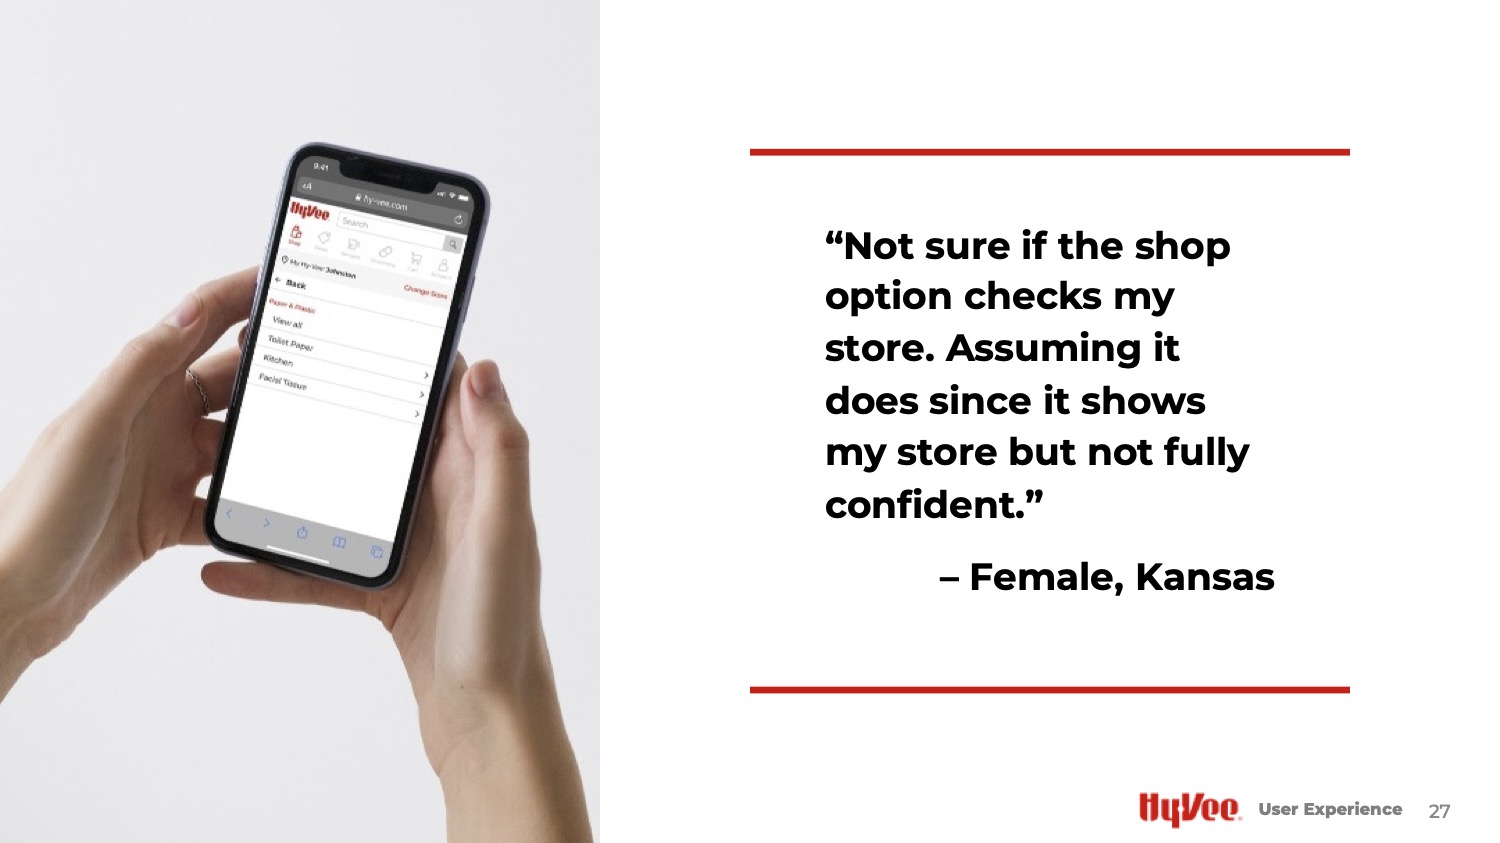 9:41
AA
hy-vee.com
HyVee
Search
Shop
Deals
Recipes
Cart
Account
My Hy-Vee: Johnston
Change Store
Back
Paper & Plastic
View all
Toilet Paper
Kitchen
Facial Tissue
“Not sure if the shop
option checks my
store. Assuming it
does since it shows
my store but not fully
confident.”
– Female, Kansas
HyVee User Experience 27